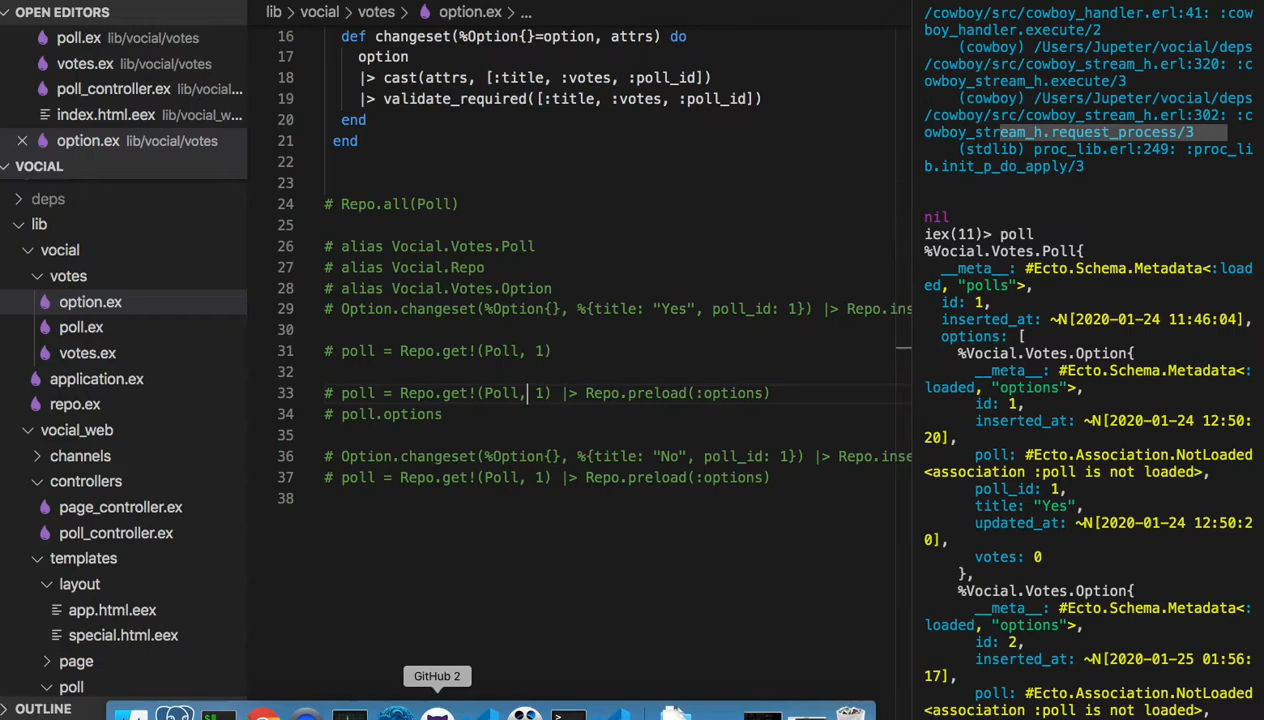 OPEN EDITORS
poll.ex lib/vocial/votes
votes.ex lib/vocial/votes
poll_controller.ex lib/vocial...
index.html.eex lib/vocial_w...
option.ex lib/vocial/votes
VOCIAL
deps
lib
vocial
votes
option.ex
poll.ex
votes.ex
application.ex
repo.ex
vocial_web
channels
controllers
page_controller.ex
poll_controller.ex
templates
layout
app.html.eex
special.html.eex
page
poll
OUTLINE
lib > vocial > votes > option.ex > ...
16 def changeset(%Option{}=option, attrs) do
17 option
18 |> cast(attrs, [:title, :votes, :poll_id])
19 |> validate_required([:title, :votes, :poll_id])
20 end
21 end
22
23
24 # Repo.all(Poll)
25
26 # alias Vocial.Votes.Poll
27 # alias Vocial.Repo
28 # alias Vocial.Votes.Option
29 # Option.changeset(%Option{}, %{title: "Yes", poll_id: 1}) |> Repo.ins
30
31 # poll = Repo.get!(Poll, 1)
32
33 # poll = Repo.get!(Poll, 1) |> Repo.preload(:options)
34 # poll.options
35
36 # Option.changeset(%Option{}, %{title: "No", poll_id: 1}) |> Repo.inse
37 # poll = Repo.get!(Poll, 1) |> Repo.preload(:options)
38
GitHub 2
/cowboy/src/cowboy_handler.erl:41: :cow
boy_handler.execute/2
(cowboy) /Users/Jupeter/vocial/deps
/cowboy/src/cowboy_stream_h.erl:320: :c
owboy_stream_h.execute/3
(cowboy) /Users/Jupeter/vocial/deps
/cowboy/src/cowboy_stream_h.erl:302: :c
owboy_stream_h.request_process/3
(stdlib) proc_lib.erl:249: :proc_li
b.init_p_do_apply/3
nil
iex(11)> poll
%Vocial.Votes.Poll{
__meta__: #Ecto.Schema.Metadata<:load
ed, "polls">,
id: 1,
inserted_at: ~N[2020-01-24 11:46:04],
options: [
%Vocial.Votes.Option{
__meta__: #Ecto.Schema.Metadata<:
loaded, "options">,
id: 1,
inserted_at: ~N[2020-01-24 12:50:
20],
poll: #Ecto.Association.NotLoaded
<association :poll is not loaded>,
poll_id: 1,
title: "Yes",
updated_at: ~N[2020-01-24 12:50:2
0],
votes: 0
},
%Vocial.Votes.Option{
__meta__: #Ecto.Schema.Metadata<:
loaded, "options">,
id: 2,
inserted_at: ~N[2020-01-25 01:56:
17],
poll: #Ecto.Association.NotLoaded
<association :poll is not loaded>,